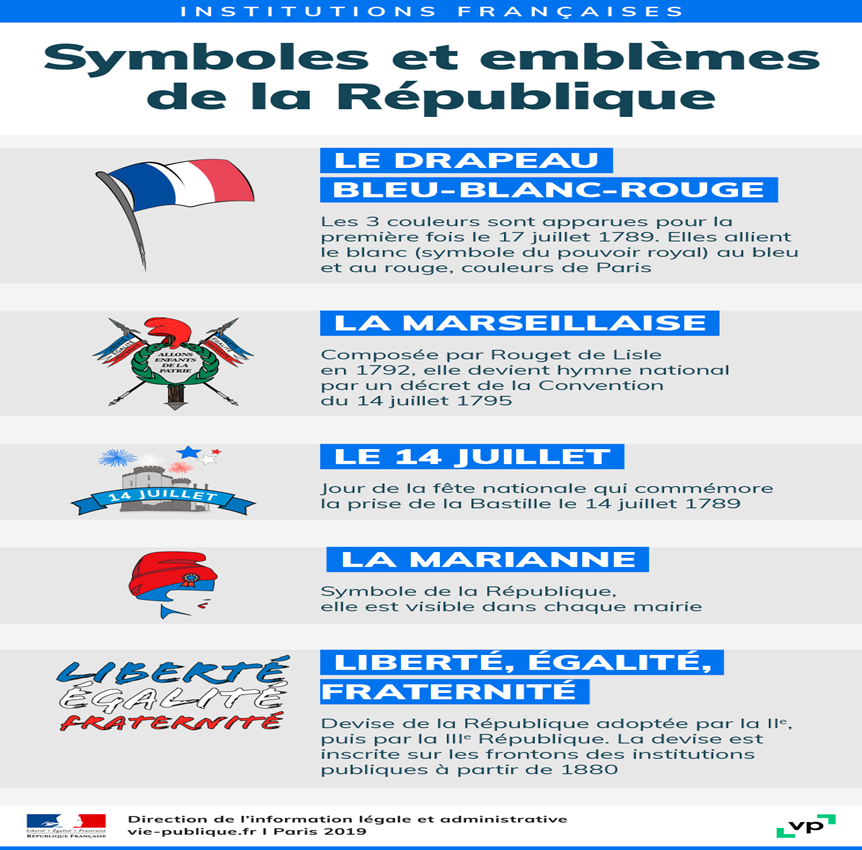 INSTITUTIONS FRANÇAISES
Symboles et emblèmes
de la République
LE DRAPEAU
BLEU-BLANC-ROUGE
Les 3 couleurs sont apparues pour la
première fois le 17 juillet 1789. Elles allient
le blanc (symbole du pouvoir royal) au bleu
et au rouge, couleurs de Paris
ÉGALITÉ
ALLONS
ENFANTS
DE LA
PATRIE
LA MARSEILLAISE
Composée par Rouget de Lisle
en 1792, elle devient hymne national
par un décret de la Convention
du 14 juillet 1795
14 JUILLET
LE 14 JUILLET
Jour de la fête nationale qui commémore
la prise de la Bastille le 14 juillet 1789
LA MARIANNE
Symbole de la République,
elle est visible dans chaque mairie
LIBERTÉ
ÉGALITÉ
FRATERNITÉ
LIBERTÉ, ÉGALITÉ,
FRATERNITÉ
Devise de la République adoptée par la IIᵉ,
puis par la IIIᵉ République. La devise est
inscrite sur les frontons des institutions
publiques à partir de 1880
Liberté • Égalité • Fraternité
RÉPUBLIQUE FRANÇAISE
Direction de l'information légale et administrative
vie-publique.fr I Paris 2019
vp